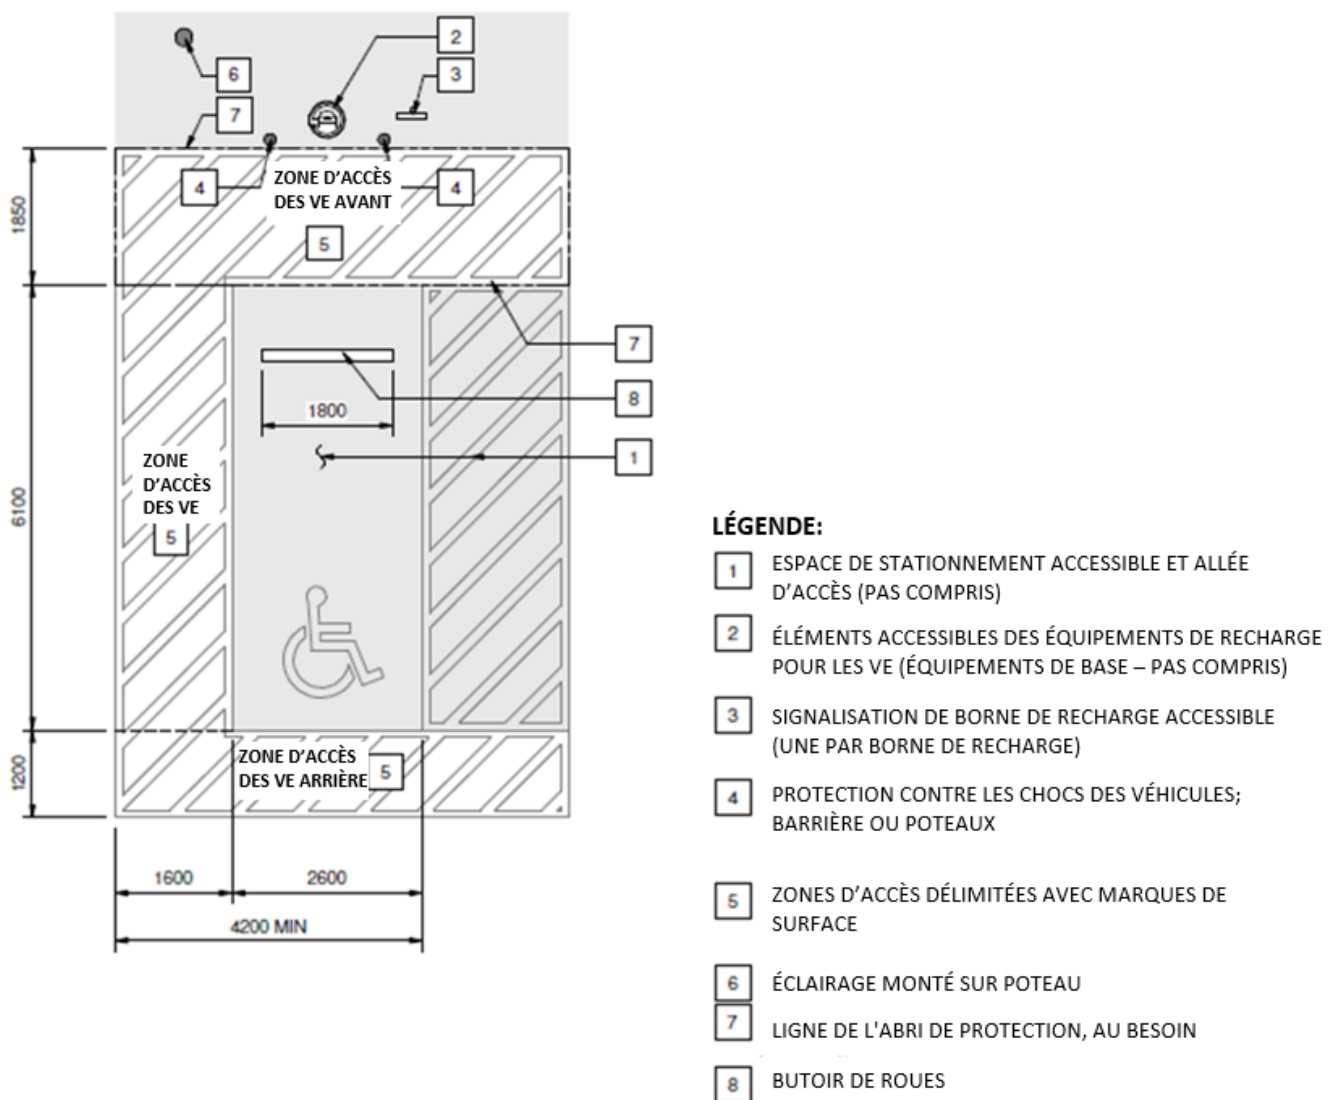 2
6
3
7
4
ZONE D'ACCÈS
DES VE AVANT
4
5
1850
7
8
1800
1
6100
ZONE
D'ACCÈS
DES VE
5
1200
ZONE D'ACCÈS
DES VE ARRIÈRE
5
1600
2600
4200 MIN
LÉGENDE:
1 ESPACE DE STATIONNEMENT ACCESSIBLE ET ALLÉE
D'ACCÈS (PAS COMPRIS)
2 ÉLÉMENTS ACCESSIBLES DES ÉQUIPEMENTS DE RECHARGE
POUR LES VE (ÉQUIPEMENTS DE BASE – PAS COMPRIS)
3 SIGNALISATION DE BORNE DE RECHARGE ACCESSIBLE
(UNE PAR BORNE DE RECHARGE)
4 PROTECTION CONTRE LES CHOCS DES VÉHICULES;
BARRIÈRE OU POTEAUX
5 ZONES D'ACCÈS DÉLIMITÉES AVEC MARQUES DE
SURFACE
6 ÉCLAIRAGE MONTÉ SUR POTEAU
7 LIGNE DE L'ABRI DE PROTECTION, AU BESOIN
8 BUTOIR DE ROUES